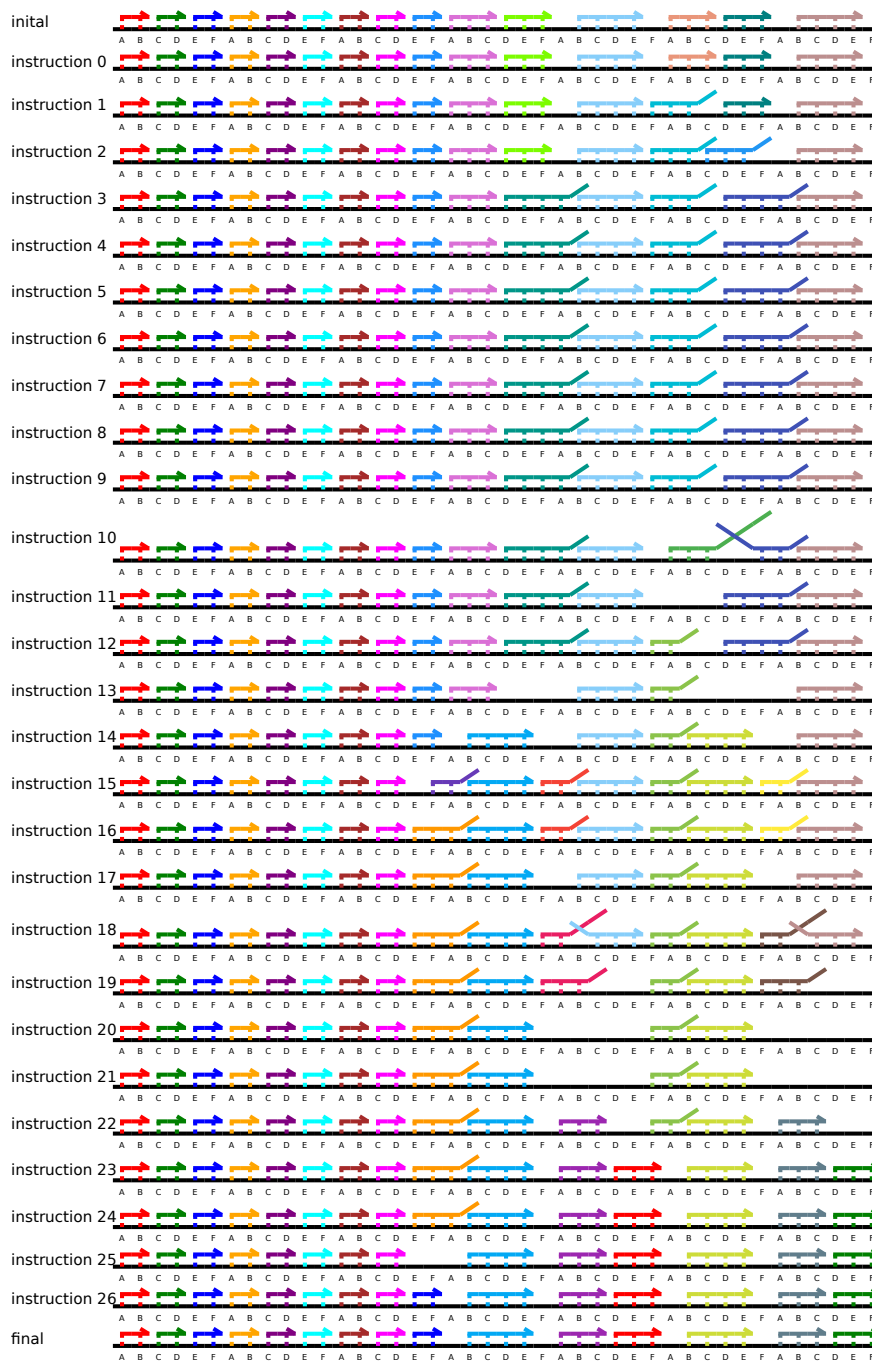 inital
A B C D E F A B C D E F A B C D E F A B C D E F A B C D E F A B C D E F A B C D E F
instruction 0
A B C D E F A B C D E F A B C D E F A B C D E F A B C D E F A B C D E F A B C D E F
instruction 1
A B C D E F A B C D E F A B C D E F A B C D E F A B C D E F A B C D E F A B C D E F
instruction 2
A B C D E F A B C D E F A B C D E F A B C D E F A B C D E F A B C D E F A B C D E F
instruction 3
A B C D E F A B C D E F A B C D E F A B C D E F A B C D E F A B C D E F A B C D E F
instruction 4
A B C D E F A B C D E F A B C D E F A B C D E F A B C D E F A B C D E F A B C D E F
instruction 5
A B C D E F A B C D E F A B C D E F A B C D E F A B C D E F A B C D E F A B C D E F
instruction 6
A B C D E F A B C D E F A B C D E F A B C D E F A B C D E F A B C D E F A B C D E F
instruction 7
A B C D E F A B C D E F A B C D E F A B C D E F A B C D E F A B C D E F A B C D E F
instruction 8
A B C D E F A B C D E F A B C D E F A B C D E F A B C D E F A B C D E F A B C D E F
instruction 9
A B C D E F A B C D E F A B C D E F A B C D E F A B C D E F A B C D E F A B C D E F
instruction 10
A B C D E F A B C D E F A B C D E F A B C D E F A B C D E F A B C D E F A B C D E F
instruction 11
A B C D E F A B C D E F A B C D E F A B C D E F A B C D E F A B C D E F A B C D E F
instruction 12
A B C D E F A B C D E F A B C D E F A B C D E F A B C D E F A B C D E F A B C D E F
instruction 13
A B C D E F A B C D E F A B C D E F A B C D E F A B C D E F A B C D E F A B C D E F
instruction 14
A B C D E F A B C D E F A B C D E F A B C D E F A B C D E F A B C D E F A B C D E F
instruction 15
A B C D E F A B C D E F A B C D E F A B C D E F A B C D E F A B C D E F A B C D E F
instruction 16
A B C D E F A B C D E F A B C D E F A B C D E F A B C D E F A B C D E F A B C D E F
instruction 17
A B C D E F A B C D E F A B C D E F A B C D E F A B C D E F A B C D E F A B C D E F
instruction 18
A B C D E F A B C D E F A B C D E F A B C D E F A B C D E F A B C D E F A B C D E F
instruction 19
A B C D E F A B C D E F A B C D E F A B C D E F A B C D E F A B C D E F A B C D E F
instruction 20
A B C D E F A B C D E F A B C D E F A B C D E F A B C D E F A B C D E F A B C D E F
instruction 21
A B C D E F A B C D E F A B C D E F A B C D E F A B C D E F A B C D E F A B C D E F
instruction 22
A B C D E F A B C D E F A B C D E F A B C D E F A B C D E F A B C D E F A B C D E F
instruction 23
A B C D E F A B C D E F A B C D E F A B C D E F A B C D E F A B C D E F A B C D E F
instruction 24
A B C D E F A B C D E F A B C D E F A B C D E F A B C D E F A B C D E F A B C D E F
instruction 25
A B C D E F A B C D E F A B C D E F A B C D E F A B C D E F A B C D E F A B C D E F
instruction 26
A B C D E F A B C D E F A B C D E F A B C D E F A B C D E F A B C D E F A B C D E F
final
A B C D E F A B C D E F A B C D E F A B C D E F A B C D E F A B C D E F A B C D E F